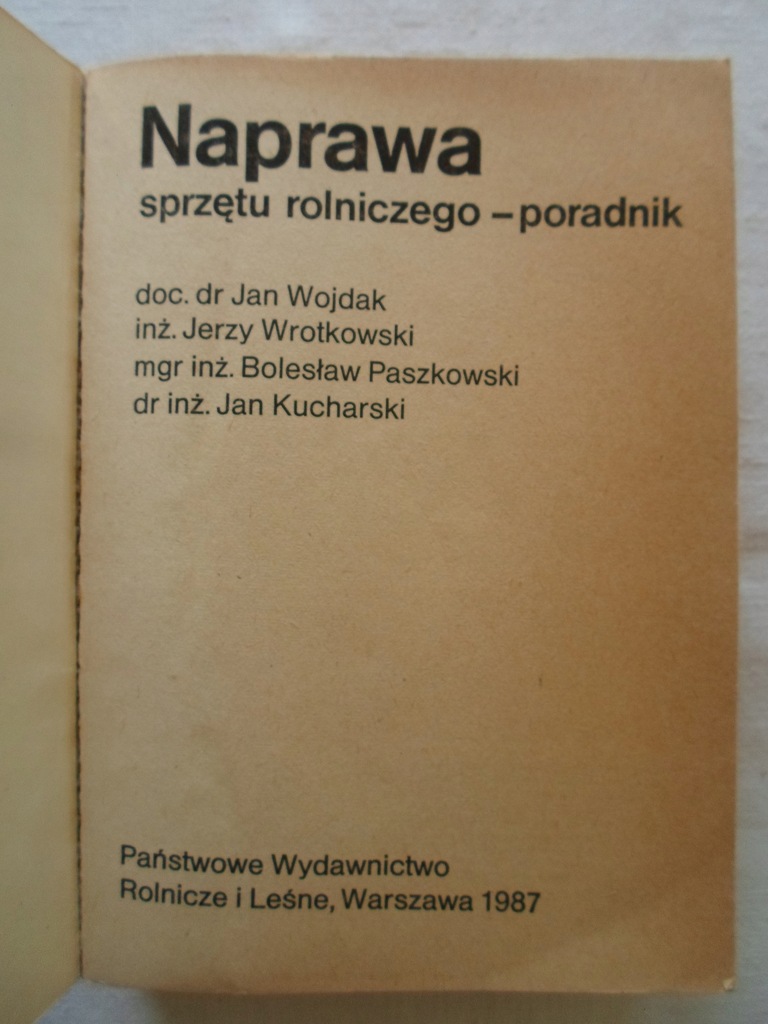 Naprawa
sprzętu rolniczego – poradnik
doc. dr Jan Wojdak
inż. Jerzy Wrotkowski
mgr inż. Bolesław Paszkowski
dr inż. Jan Kucharski
Państwowe Wydawnictwo
Rolnicze i Leśne, Warszawa 1987